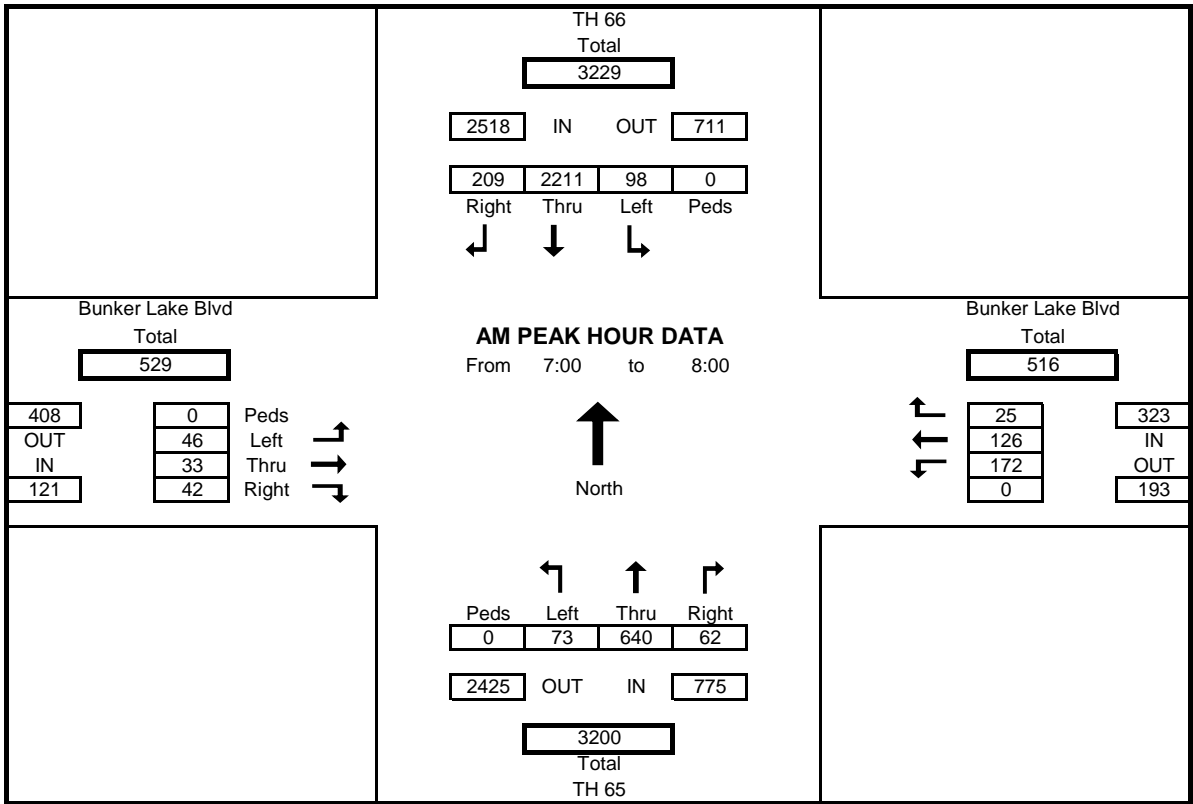 TH 66
Total
3229
2518 IN OUT 711
209 2211 98 0
Right Thru Left Peds
Bunker Lake Blvd
Total
529
408
OUT
IN
121
0 Peds
46 Left
33 Thru
42 Right
AM PEAK HOUR DATA
From 7:00 to 8:00
North
Bunker Lake Blvd
Total
516
25
126
172
0
323
IN
OUT
193
Peds Left Thru Right
0 73 640 62
2425 OUT IN 775
3200
Total
TH 65